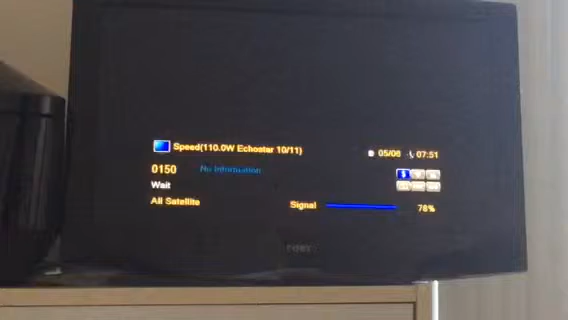 Speed(110.0W Echostar 10/11)
05/06 07:51
0150 No Information
Wait
All Satellite
Signal 78%